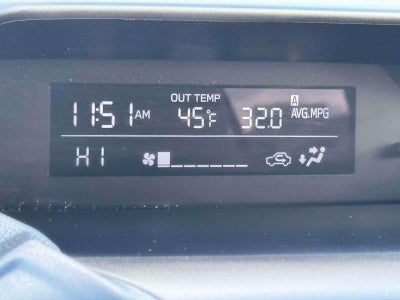 OUT TEMP A
11:51 AM 45°F 32.0 AVG.MPG
HI